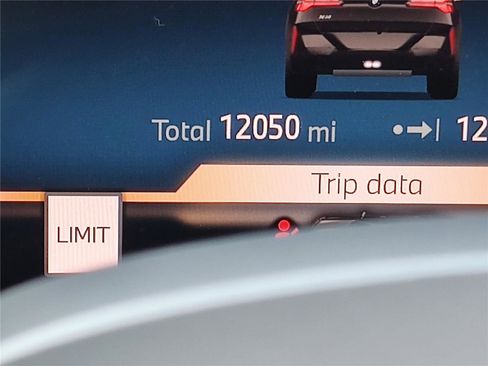 Total 12050 mi 12
Trip data
LIMIT